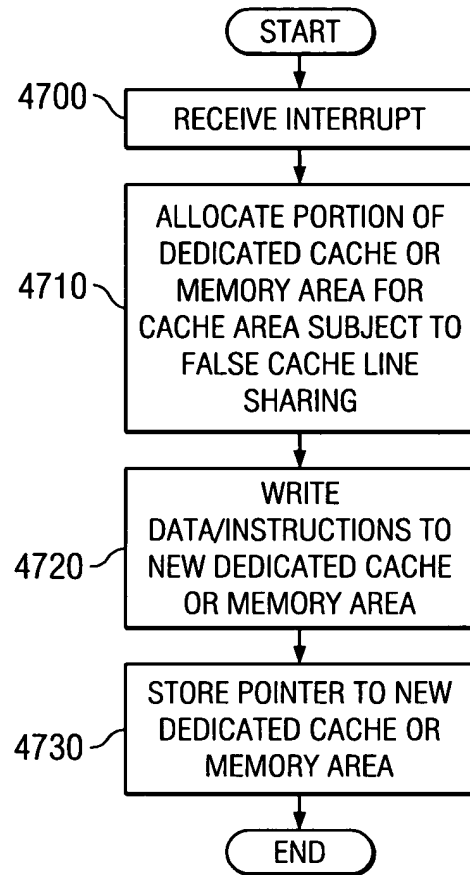 START
4700
RECEIVE INTERRUPT
4710
ALLOCATE PORTION OF
DEDICATED CACHE OR
MEMORY AREA FOR
CACHE AREA SUBJECT TO
FALSE CACHE LINE
SHARING
4720
WRITE
DATA/INSTRUCTIONS TO
NEW DEDICATED CACHE
OR MEMORY AREA
4730
STORE POINTER TO NEW
DEDICATED CACHE OR
MEMORY AREA
END